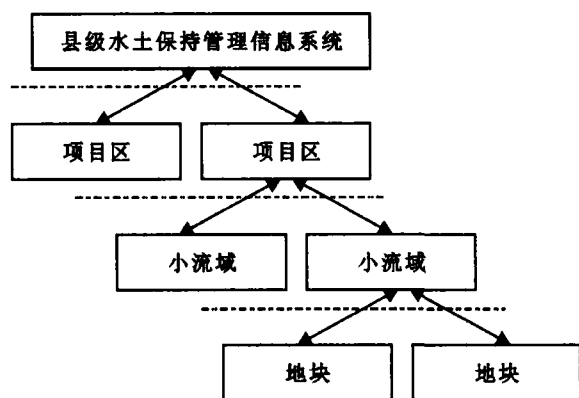 县级水土保持管理信息系统
项目区
项目区
小流域
小流域
地块
地块